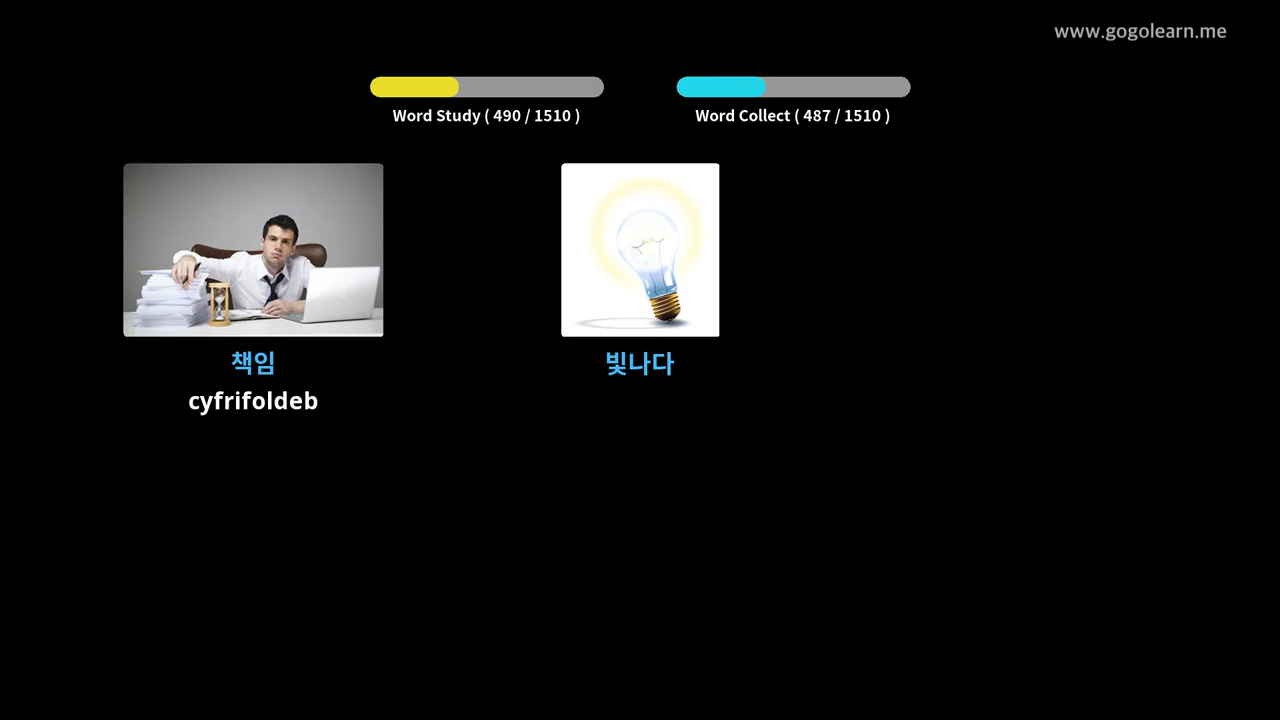 www.gogolearn.me
Word Study ( 490 / 1510 )
Word Collect ( 487 / 1510 )
책임
cyfrifoldeb
빛나다